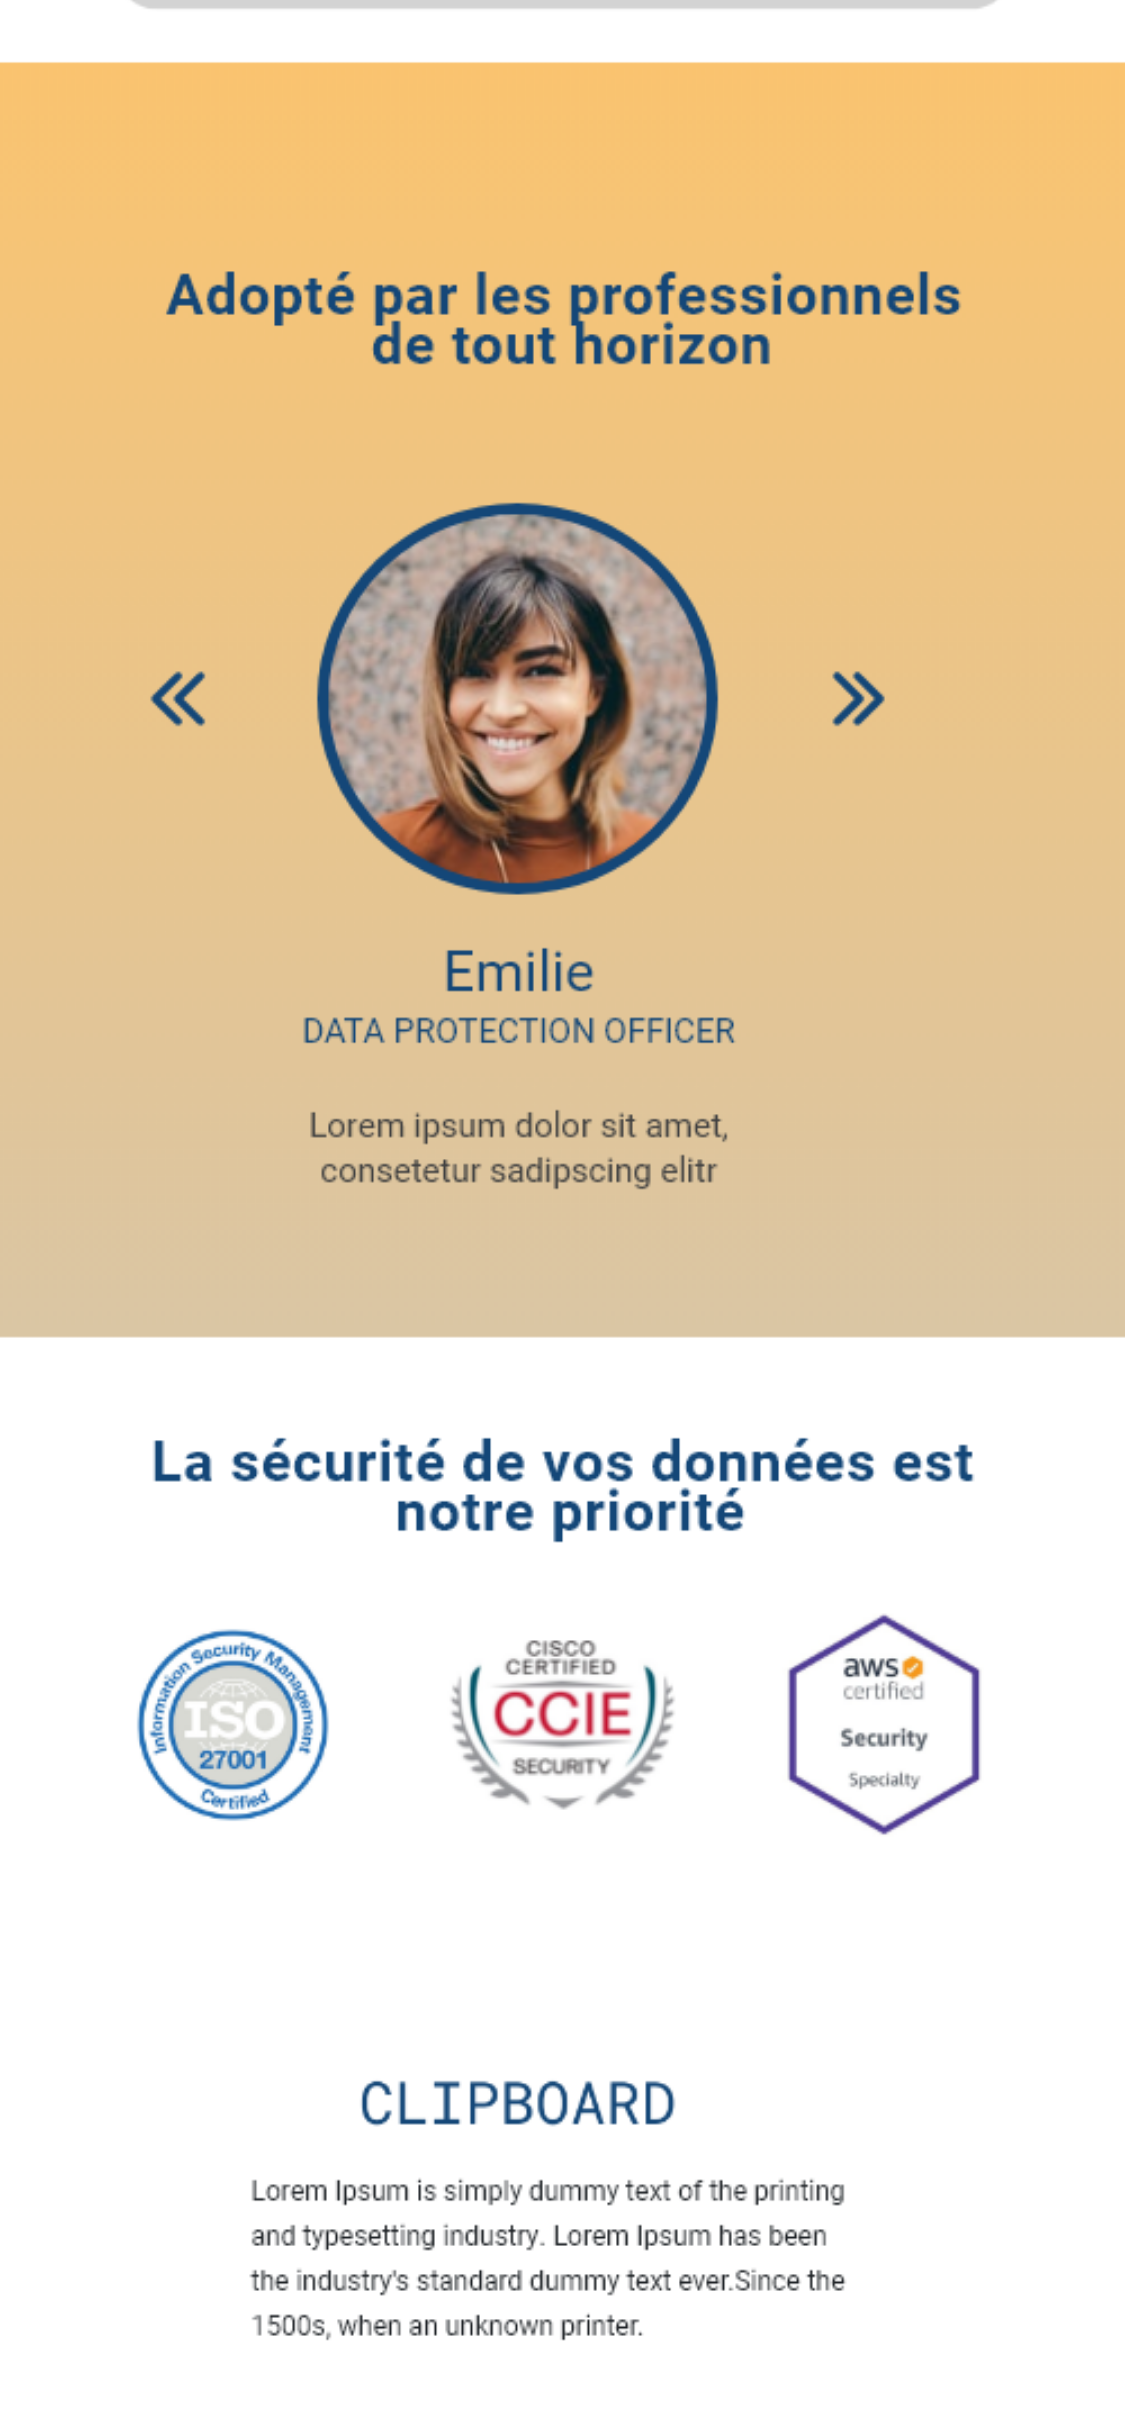 Adopté par les professionnels
de tout horizon
Emilie
DATA PROTECTION OFFICER
Lorem ipsum dolor sit amet,
consetetur sadipscing elitr
La sécurité de vos données est
notre priorité
Information Security Management
ISO
27001
Certified
CISCO
CERTIFIED
CCIE
SECURITY
aws
certified
Security
Specialty
CLIPBOARD
Lorem Ipsum is simply dummy text of the printing
and typesetting industry. Lorem Ipsum has been
the industry's standard dummy text ever.Since the
1500s, when an unknown printer.